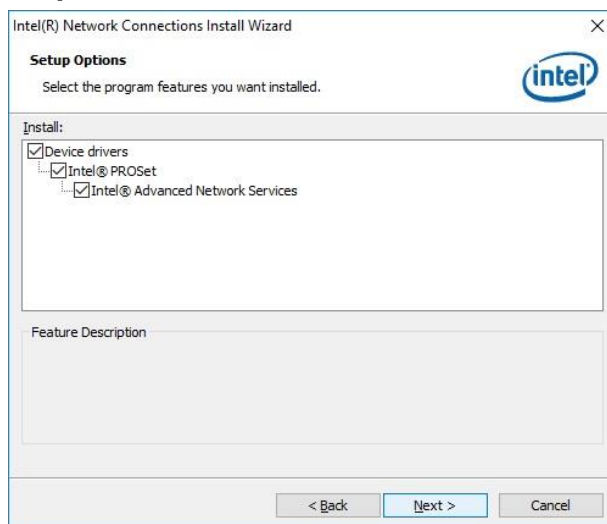 Intel(R) Network Connections Install Wizard
Setup Options
Select the program features you want installed.
intel
Install:
Device drivers
Intel® PROSet
Intel® Advanced Network Services
Feature Description
< Back
Next >
Cancel